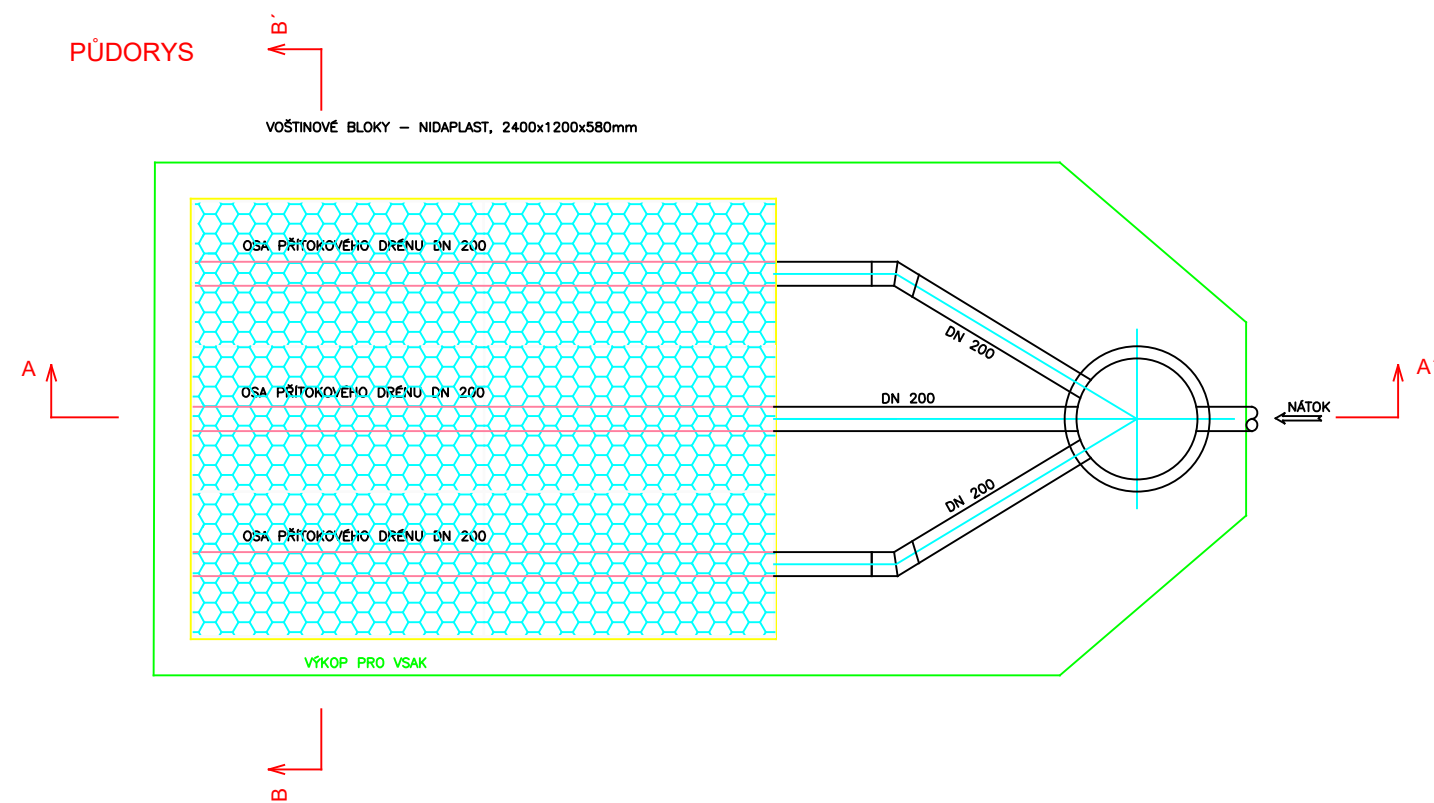 B'
PŮDORYS
VOŠTINOVÉ BLOKY – NIDAPLAST, 2400x1200x580mm
OSA PŘÍTOKOVÉHO DRÉNU DN 200
DN 200
A
A'
OSA PŘÍTOKOVÉHO DRÉNU DN 200
DN 200
NÁTOK
DN 200
OSA PŘÍTOKOVÉHO DRÉNU DN 200
VÝKOP PRO VSAK
B